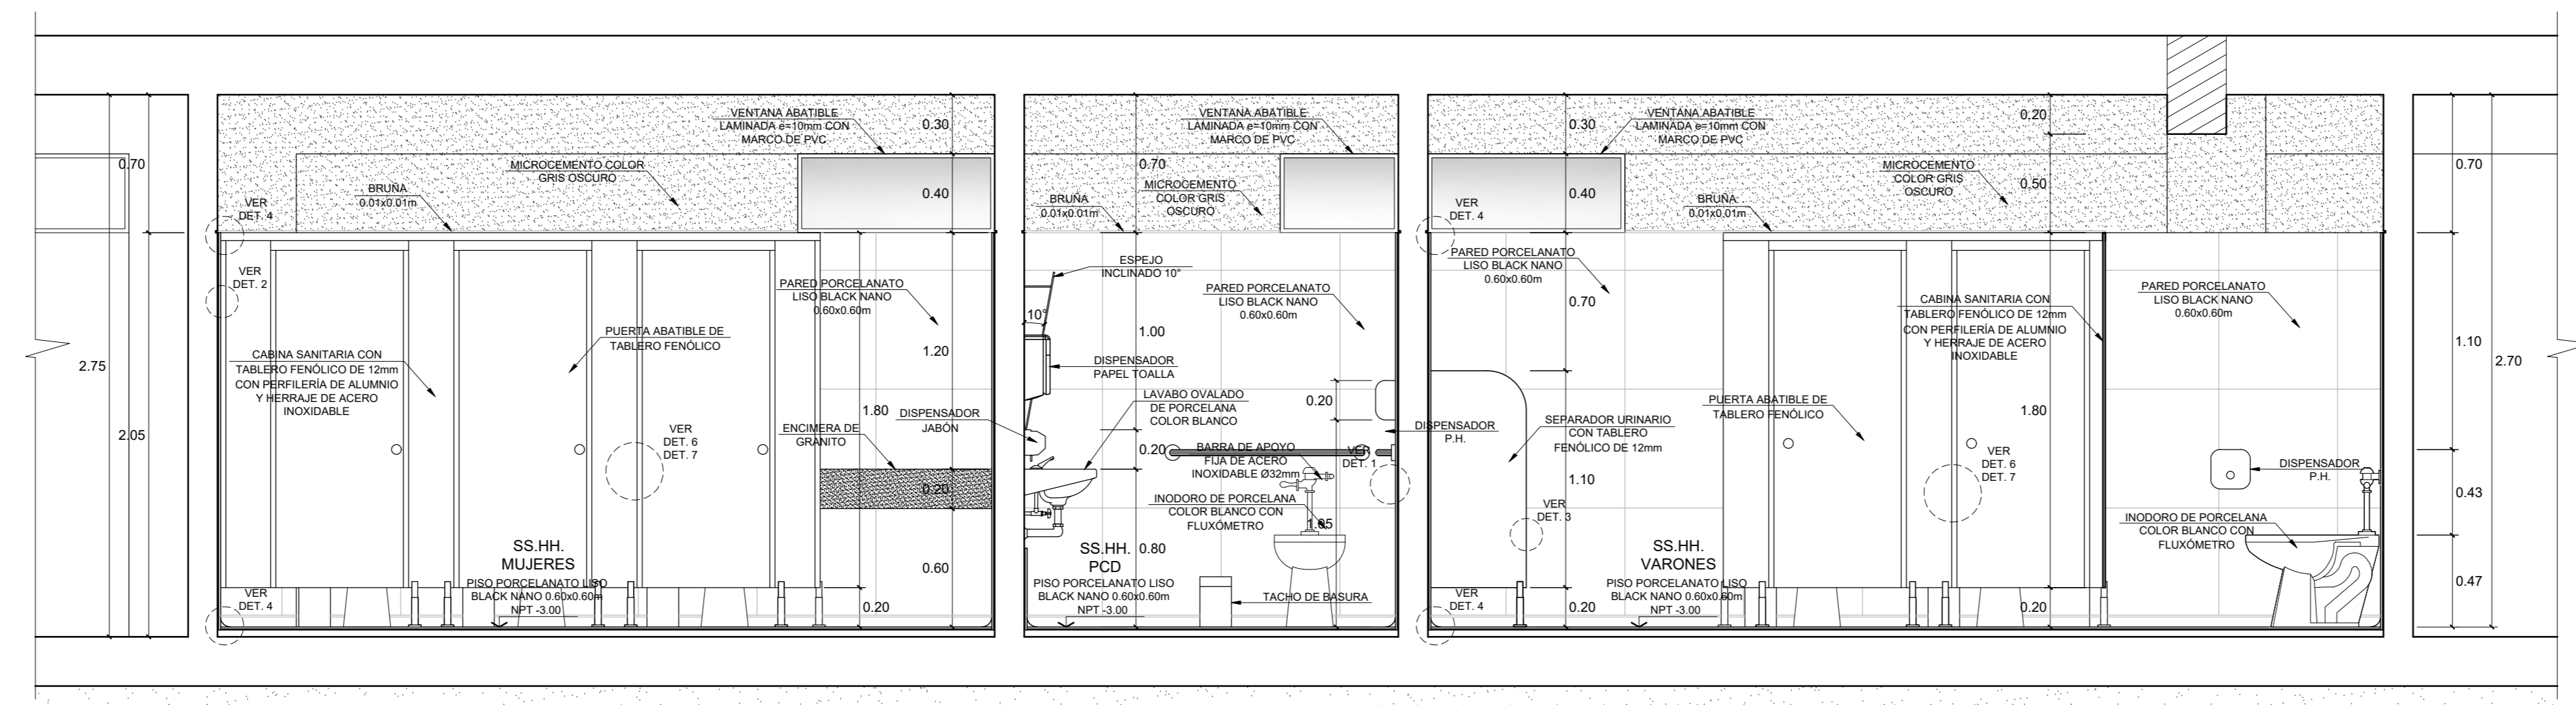 0.70
2.75
2.05
VENTANA ABATIBLE
LAMINADA e=10mm CON
MARCO DE PVC
0.30
MICROCEMENTO COLOR
GRIS OSCURO
0.40
BRUÑA
0.01x0.01m
VER
DET. 4
VER
DET. 2
PARED PORCELANATO
LISO BLACK NANO
0.60x0.60m
PUERTA ABATIBLE DE
TABLERO FENÓLICO
CABINA SANITARIA CON
TABLERO FENÓLICO DE 12mm
CON PERFILERÍA DE ALUMNIO
Y HERRAJE DE ACERO
INOXIDABLE
1.20
1.80
DISPENSADOR
JABÓN
ENCIMERA DE
GRANITO
VER
DET. 6
DET. 7
0.20
SS.HH.
MUJERES
PISO PORCELANATO LISO
BLACK NANO 0.60x0.60m
NPT -3.00
0.60
VER
DET. 4
0.20
VENTANA ABATIBLE
LAMINADA e=10mm CON
MARCO DE PVC
0.70
MICROCEMENTO
COLOR GRIS
OSCURO
BRUÑA
0.01x0.01m
ESPEJO
INCLINADO 10°
PARED PORCELANATO
LISO BLACK NANO
0.60x0.60m
10°
1.00
DISPENSADOR
PAPEL TOALLA
LAVABO OVALADO
DE PORCELANA
COLOR BLANCO
0.20
DISPENSADOR
P.H.
0.20
BARRA DE APOYO
FIJA DE ACERO
INOXIDABLE Ø32mm
VER
DET. 1
INODORO DE PORCELANA
COLOR BLANCO CON
FLUXÓMETRO
1.05
0.80
SS.HH.
PCD
PISO PORCELANATO LISO
BLACK NANO 0.60x0.60m
NPT -3.00
TACHO DE BASURA
0.30
VENTANA ABATIBLE
LAMINADA e=10mm CON
MARCO DE PVC
0.20
0.40
MICROCEMENTO
COLOR GRIS
OSCURO
0.50
BRUÑA
0.01x0.01m
VER
DET. 4
PARED PORCELANATO
LISO BLACK NANO
0.60x0.60m
0.70
CABINA SANITARIA CON
TABLERO FENÓLICO DE 12mm
CON PERFILERÍA DE ALUMNIO
Y HERRAJE DE ACERO
INOXIDABLE
PARED PORCELANATO
LISO BLACK NANO
0.60x0.60m
PUERTA ABATIBLE DE
TABLERO FENÓLICO
1.80
SEPARADOR URINARIO
CON TABLERO
FENÓLICO DE 12mm
1.10
VER
DET. 6
DET. 7
DISPENSADOR
P.H.
VER
DET. 3
INODORO DE PORCELANA
COLOR BLANCO CON
FLUXÓMETRO
SS.HH.
VARONES
PISO PORCELANATO LISO
BLACK NANO 0.60x0.60m
NPT -3.00
VER
DET. 4
0.20
0.20
0.70
1.10
2.70
0.43
0.47